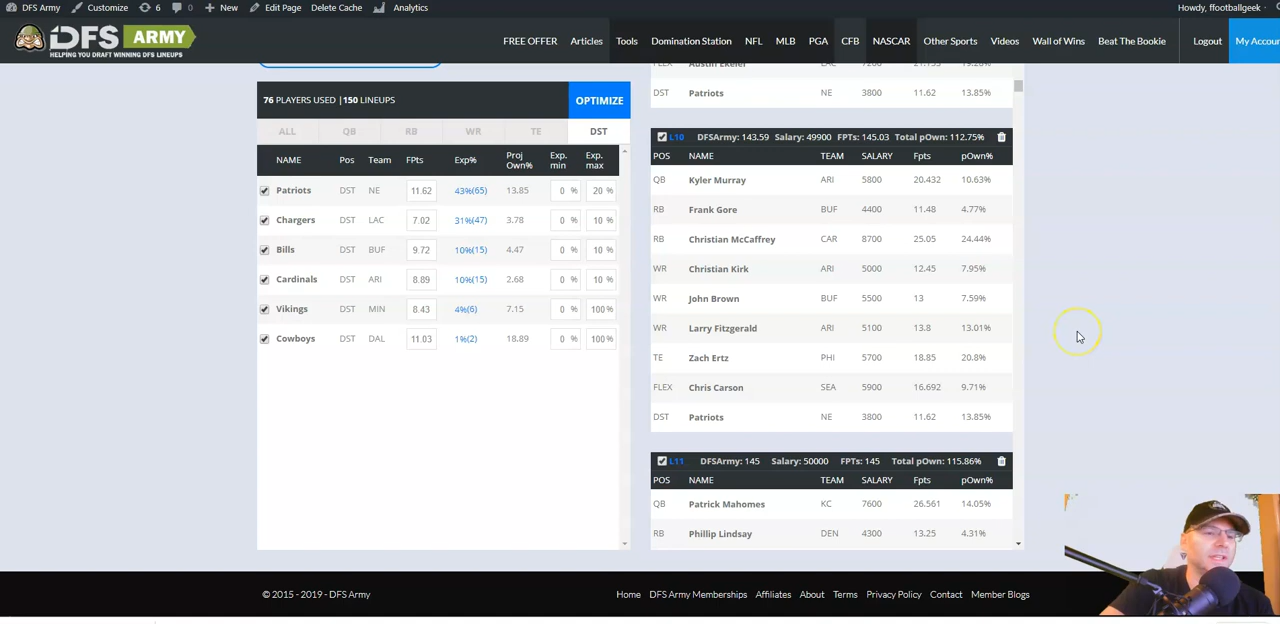 DFS Army Customize 6 New Edit Page Delete Cache Analytics Howdy, ffootballgeek
DFS ARMY
HELPING YOU DRAFT WINNING DFS LINEUPS
FREE OFFER Articles Tools Domination Station NFL MLB PGA CFB NASCAR Other Sports Videos Wall of Wins Beat The Bookie Logout My Accoun
FLEX Austin Ekeler LAC 7200 19.28%
DST Patriots NE 3800 11.62 13.85%
76 PLAYERS USED |150 LINEUPS OPTIMIZE
ALL QB RB WR TE DST
NAME Pos Team FPts Exp% Proj Own% Exp. min Exp. max
Patriots DST NE 11.62 43%(65) 13.85 0 % 20 %
Chargers DST LAC 7.02 31%(47) 3.78 0 % 10 %
Bills DST BUF 9.72 10%(15) 4.47 0 % 10 %
Cardinals DST ARI 8.89 10%(15) 2.68 0 % 10 %
Vikings DST MIN 8.43 4%(6) 7.15 0 % 100 %
Cowboys DST DAL 11.03 1%(2) 18.89 0 % 100 %
L10 DFSArmy: 143.59 Salary: 49900 FPTs: 145.03 Total pOwn: 112.75%
POS NAME TEAM SALARY Fpts pOwn%
QB Kyler Murray ARI 5800 20.432 10.63%
RB Frank Gore BUF 4400 11.48 4.77%
RB Christian McCaffrey CAR 8700 25.05 24.44%
WR Christian Kirk ARI 5000 12.45 7.95%
WR John Brown BUF 5500 13 7.59%
WR Larry Fitzgerald ARI 5100 13.8 13.01%
TE Zach Ertz PHI 5700 18.85 20.8%
FLEX Chris Carson SEA 5900 16.692 9.71%
DST Patriots NE 3800 11.62 13.85%
L11 DFSArmy: 145 Salary: 50000 FPTs: 145 Total pOwn: 115.86%
POS NAME TEAM SALARY Fpts pOwn%
QB Patrick Mahomes KC 7600 26.561 14.05%
RB Phillip Lindsay DEN 4300 13.25 4.31%
© 2015 - 2019 - DFS Army Home DFS Army Memberships Affiliates About Terms Privacy Policy Contact Member Blogs